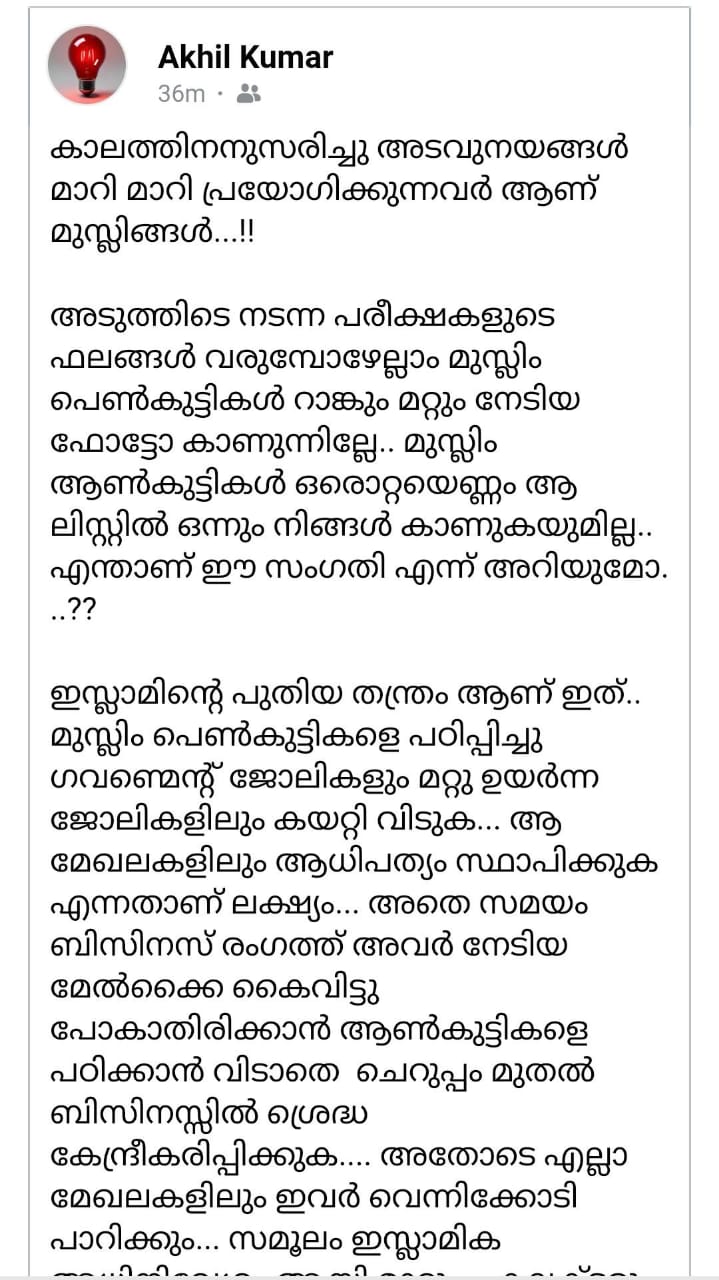 Akhil Kumar
36m ·
കാലത്തിനനുസരിച്ചു അടവുനയങ്ങൾ
മാറി മാറി പ്രയോഗിക്കുന്നവർ ആണ്
മുസ്ലിങ്ങൾ...!!
അടുത്തിടെ നടന്ന പരീക്ഷകളുടെ
ഫലങ്ങൾ വരുമ്പോഴേല്ലാം മുസ്ലിം
പെൺകുട്ടികൾ റാങ്കും മറ്റും നേടിയ
ഫോട്ടോ കാണുന്നില്ലേ.. മുസ്ലിം
ആൺകുട്ടികൾ ഒരൊറ്റയെണ്ണം ആ
ലിസ്റ്റിൽ ഒന്നും നിങ്ങൾ കാണുകയുമില്ല..
എന്താണ് ഈ സംഗതി എന്ന് അറിയുമോ.
..??
ഇസ്ലാമിന്റെ പുതിയ തന്ത്രം ആണ് ഇത്..
മുസ്ലിം പെൺകുട്ടികളെ പഠിപ്പിച്ചു
ഗവണ്മെന്റ് ജോലികളും മറ്റു ഉയർന്ന
ജോലികളിലും കയറ്റി വിടുക... ആ
മേഖലകളിലും ആധിപത്യം സ്ഥാപിക്കുക
എന്നതാണ് ലക്ഷ്യം... അതെ സമയം
ബിസിനസ് രംഗത്ത് അവർ നേടിയ
മേൽക്കൈ കൈവിട്ടു
പോകാതിരിക്കാൻ ആൺകുട്ടികളെ
പഠിക്കാൻ വിടാതെ ചെറുപ്പം മുതൽ
ബിസിനസ്സിൽ ശ്രെദ്ധ
കേന്ദ്രീകരിപ്പിക്കുക.... അതോടെ എല്ലാ
മേഖലകളിലും ഇവർ വെന്നിക്കോടി
പാറിക്കും... സമൂലം ഇസ്ലാമിക